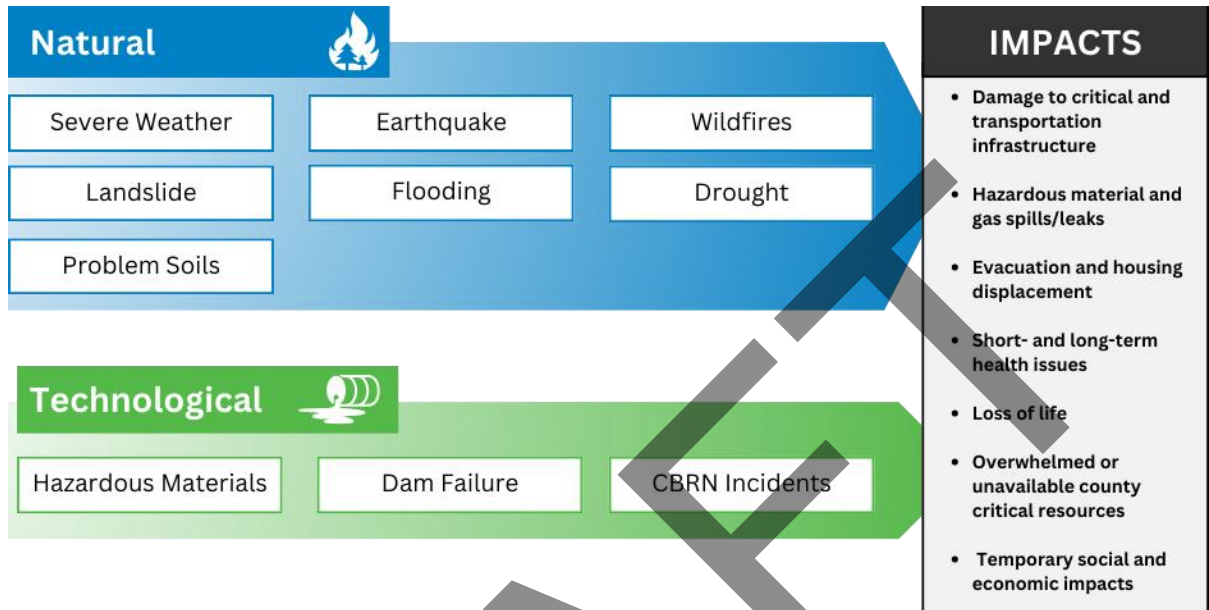 Natural
Severe Weather
Earthquake
Wildfires
Landslide
Flooding
Drought
Problem Soils
Technological
Hazardous Materials
Dam Failure
CBRN Incidents
IMPACTS
• Damage to critical and
transportation
infrastructure
• Hazardous material and
gas spills/leaks
• Evacuation and housing
displacement
• Short- and long-term
health issues
• Loss of life
• Overwhelmed or
unavailable county
critical resources
• Temporary social and
economic impacts